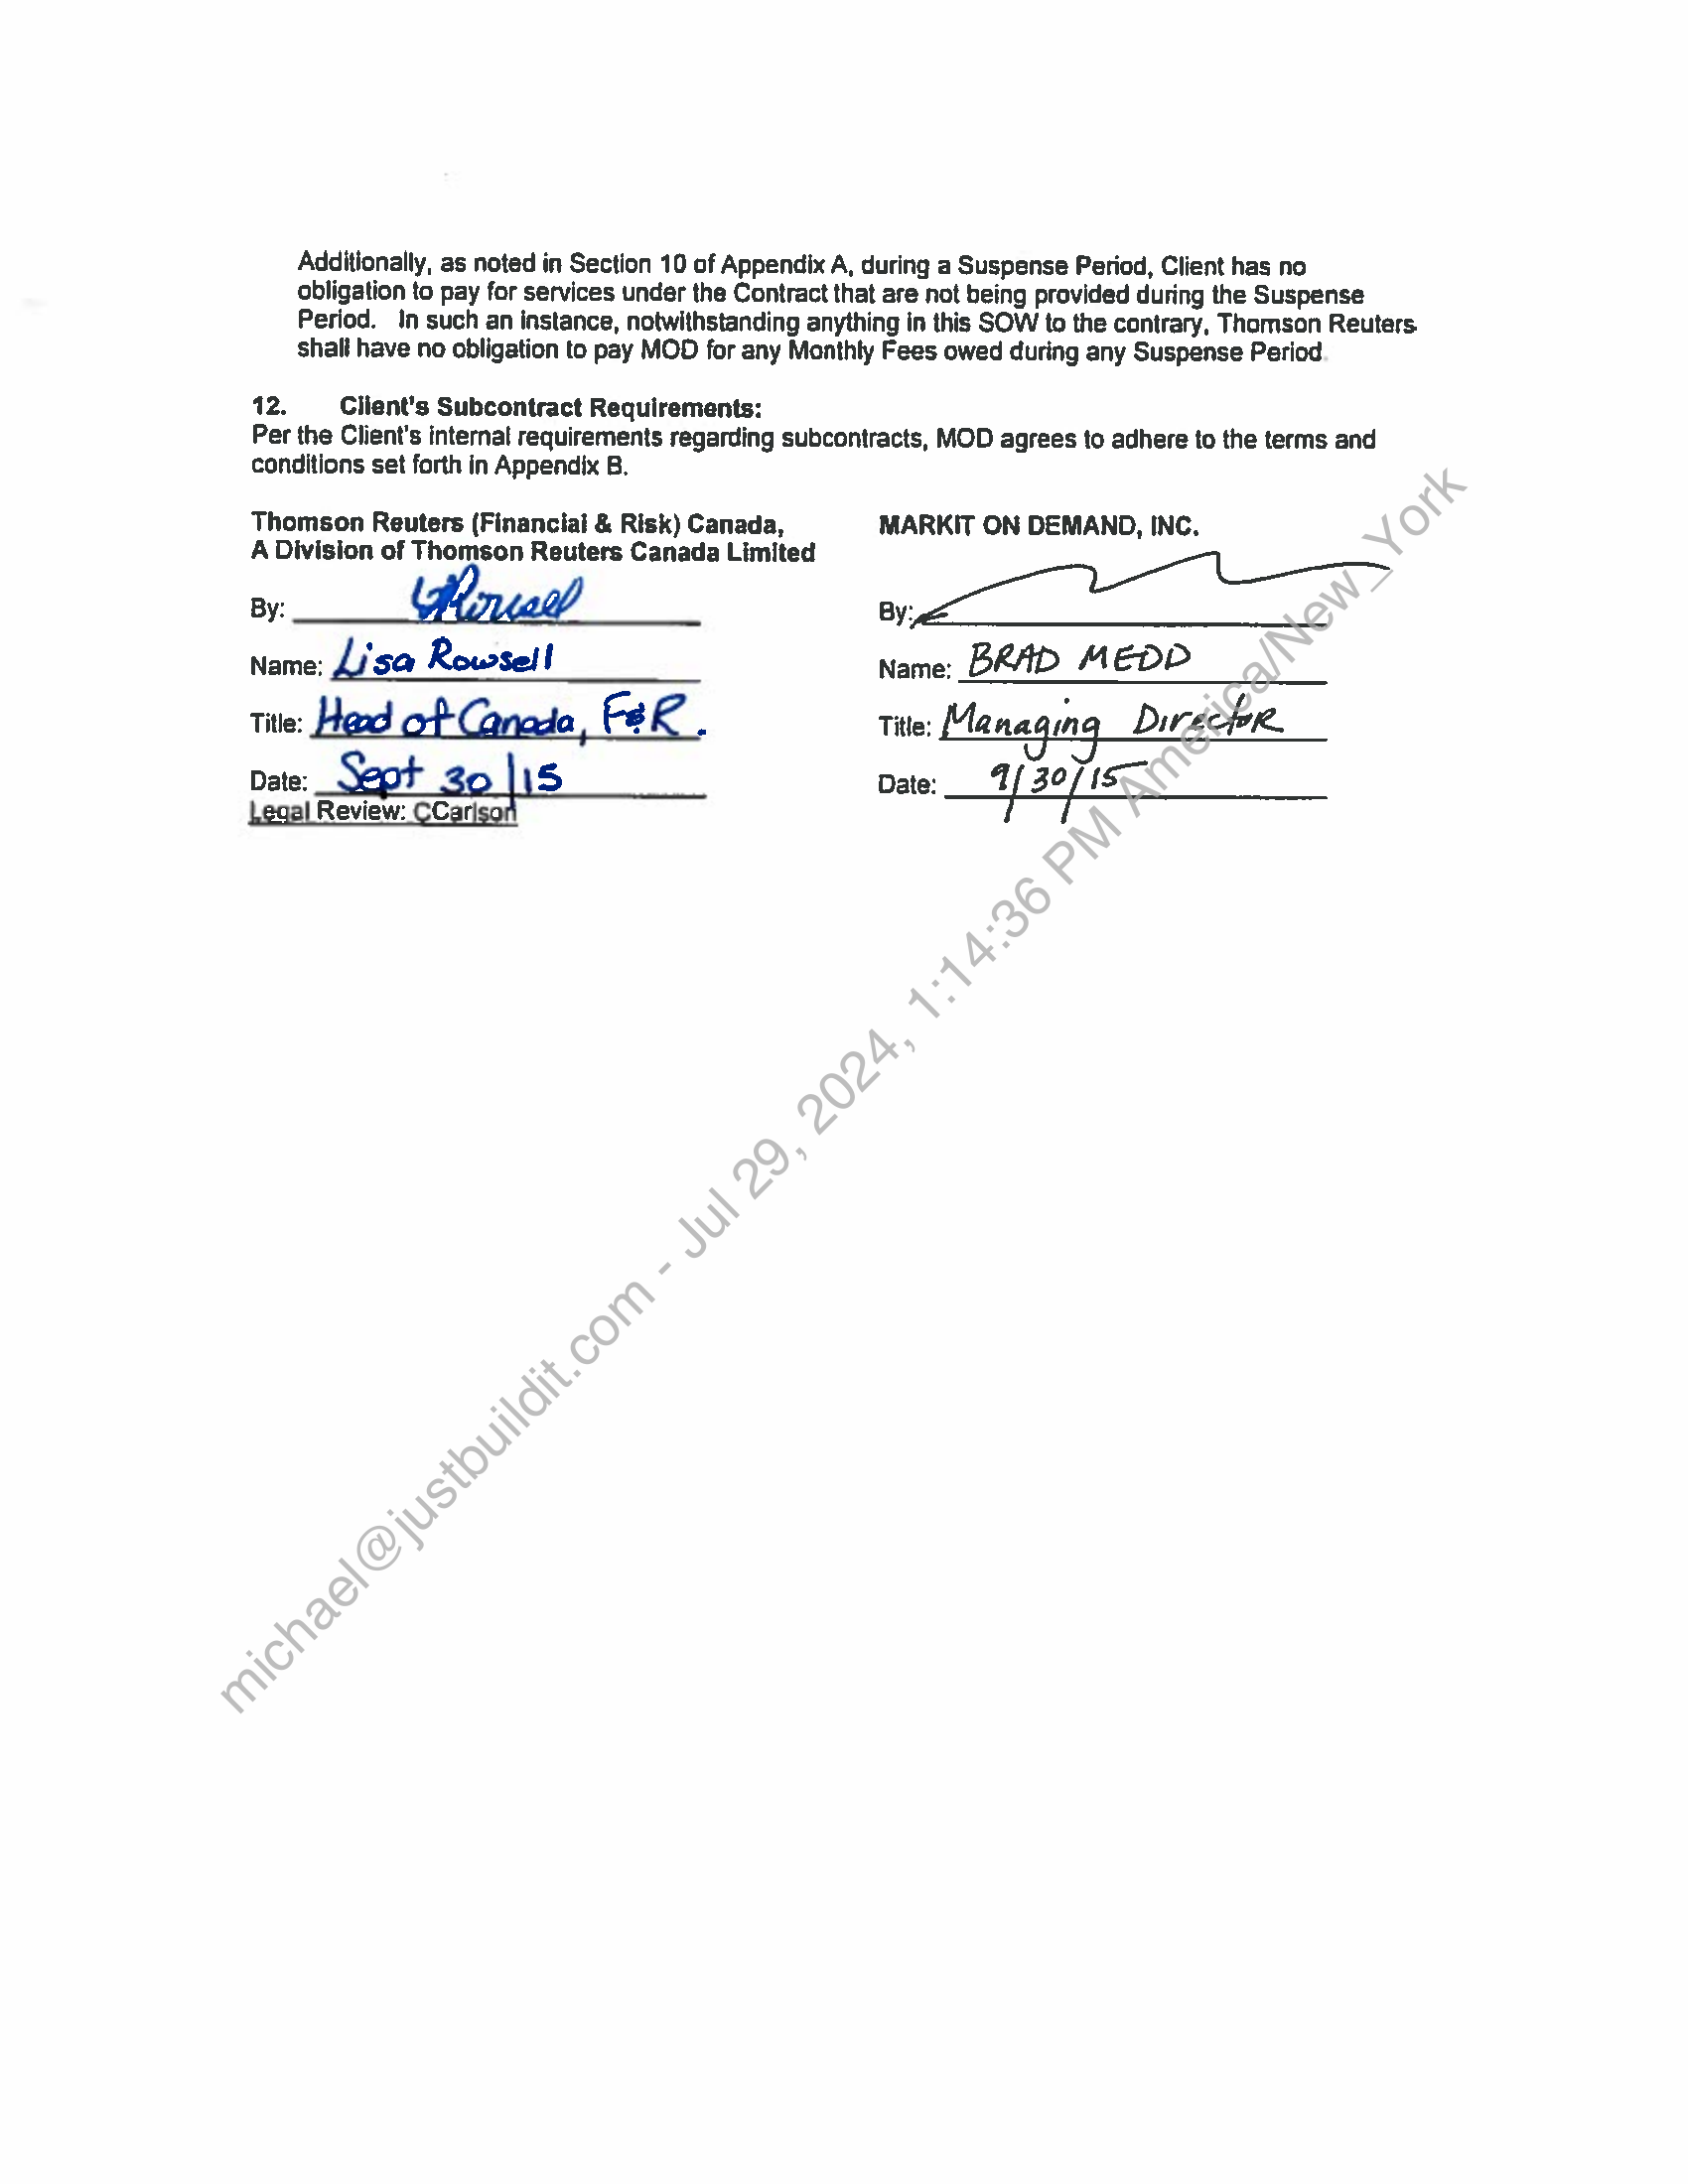 Additionally, as noted in Section 10 of Appendix A, during a Suspense Period, Client has no
obligation to pay for services under the Contract that are not being provided during the Suspense
Period. In such an instance, notwithstanding anything in this SOW to the contrary, Thomson Reuters
shall have no obligation to pay MOD for any Monthly Fees owed during any Suspense Period.
12. Client's Subcontract Requirements:
Per the Client's internal requirements regarding subcontracts, MOD agrees to adhere to the terms and
conditions set forth in Appendix B.
Thomson Reuters (Financial & Risk) Canada,
A Division of Thomson Reuters Canada Limited
By: LRowsell
Name: Lisa Rowsell
Title: Head of Canada, F&R.
Date: Sept 30/15
Legal Review: CCarlson
MARKIT ON DEMAND, INC.
By:
Name: BRAD MEDD
Title: Managing Director
Date: 9/30/15
michael@justbuildit.com - Jul 29, 2024, 1:14:36 PM America/New_York